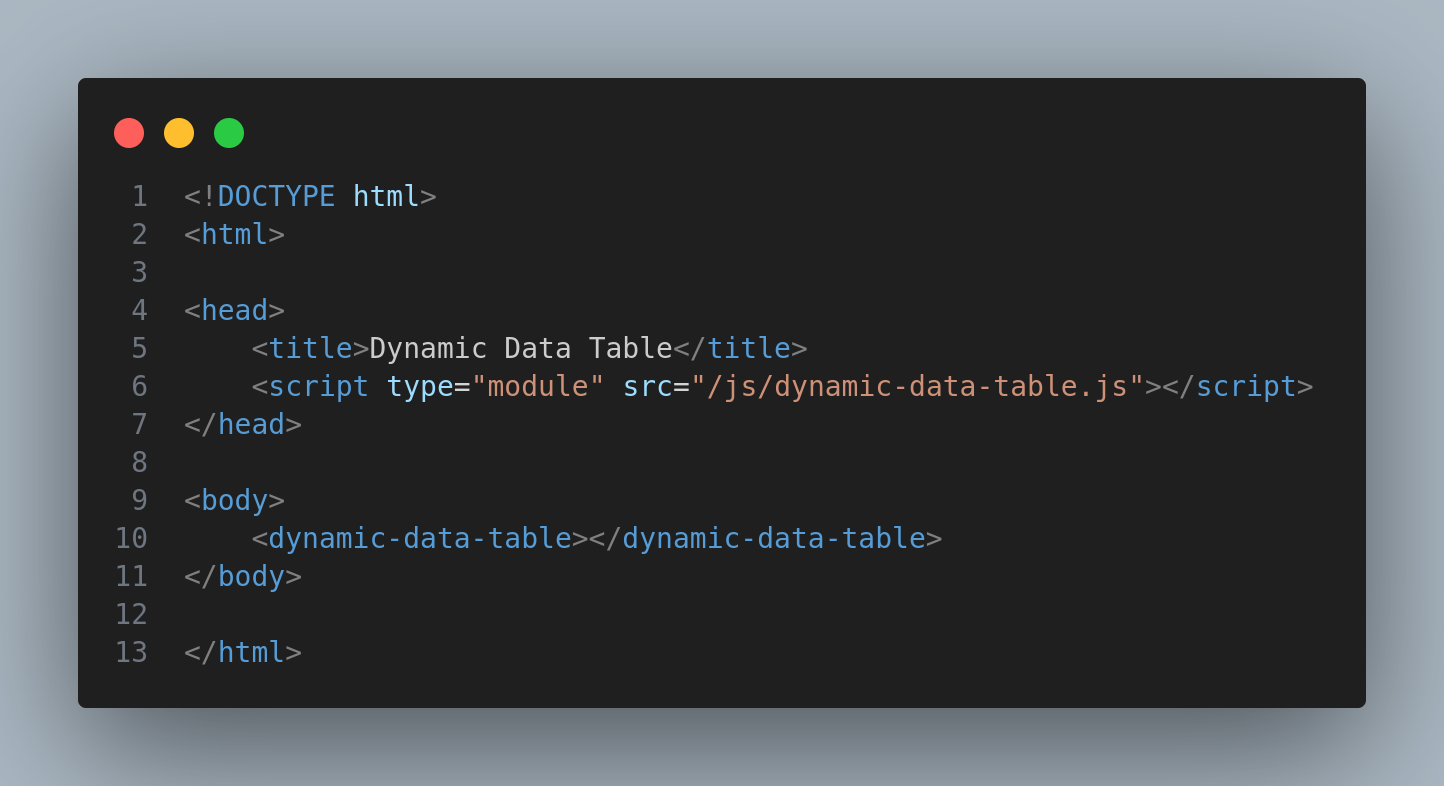 1 <!DOCTYPE html>
2 <html>
3
4 <head>
5     <title>Dynamic Data Table</title>
6     <script type="module" src="/js/dynamic-data-table.js"></script>
7 </head>
8
9 <body>
10     <dynamic-data-table></dynamic-data-table>
11 </body>
12
13 </html>